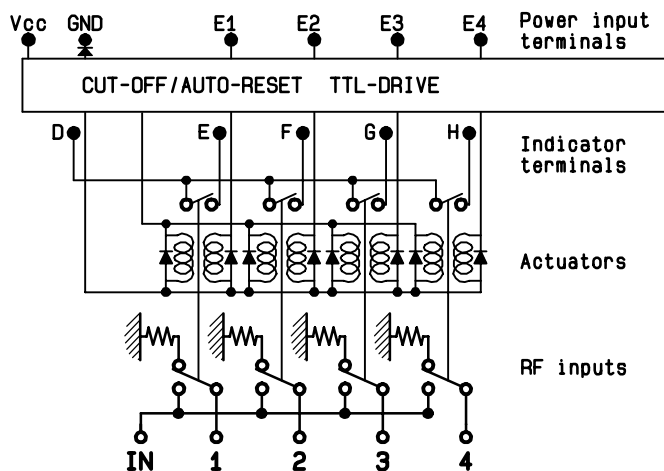 Vcc GND E1 E2 E3 E4 Power input
terminals
CUT-OFF/AUTO-RESET TTL-DRIVE
D E F G H Indicator
terminals
Actuators
RF inputs
IN 1 2 3 4